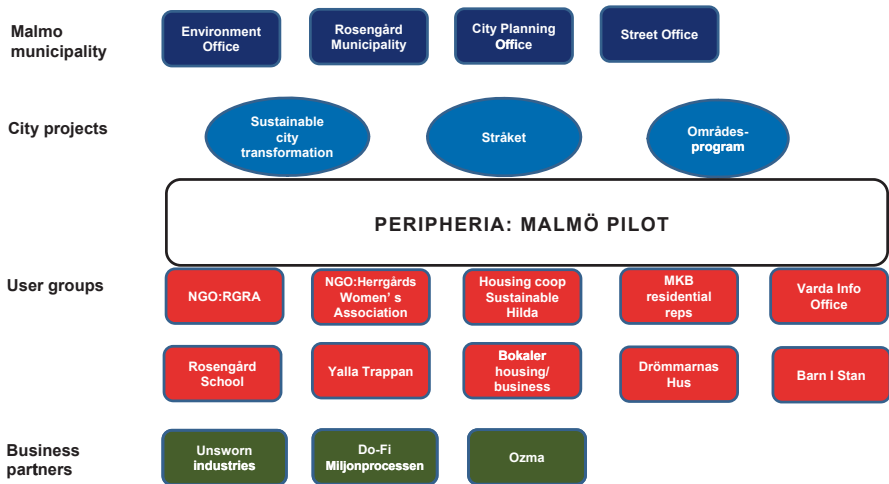 Malmo
municipality
Environment
Office
Rosengård
Municipality
City Planning
Office
Street Office
City projects
Sustainable
city
transformation
Stråket
Områdes-
program
PERIPHERIA: MALMÖ PILOT
User groups
NGO:RGRA
NGO:Herrgårds
Women' s
Association
Housing coop
Sustainable
Hilda
MKB
residential
reps
Varda Info
Office
Rosengård
School
Yalla Trappan
Bokaler
housing/
business
Drömmarnas
Hus
Barn I Stan
Business
partners
Unsworn
industries
Do-Fi
Miljonprocessen
Ozma